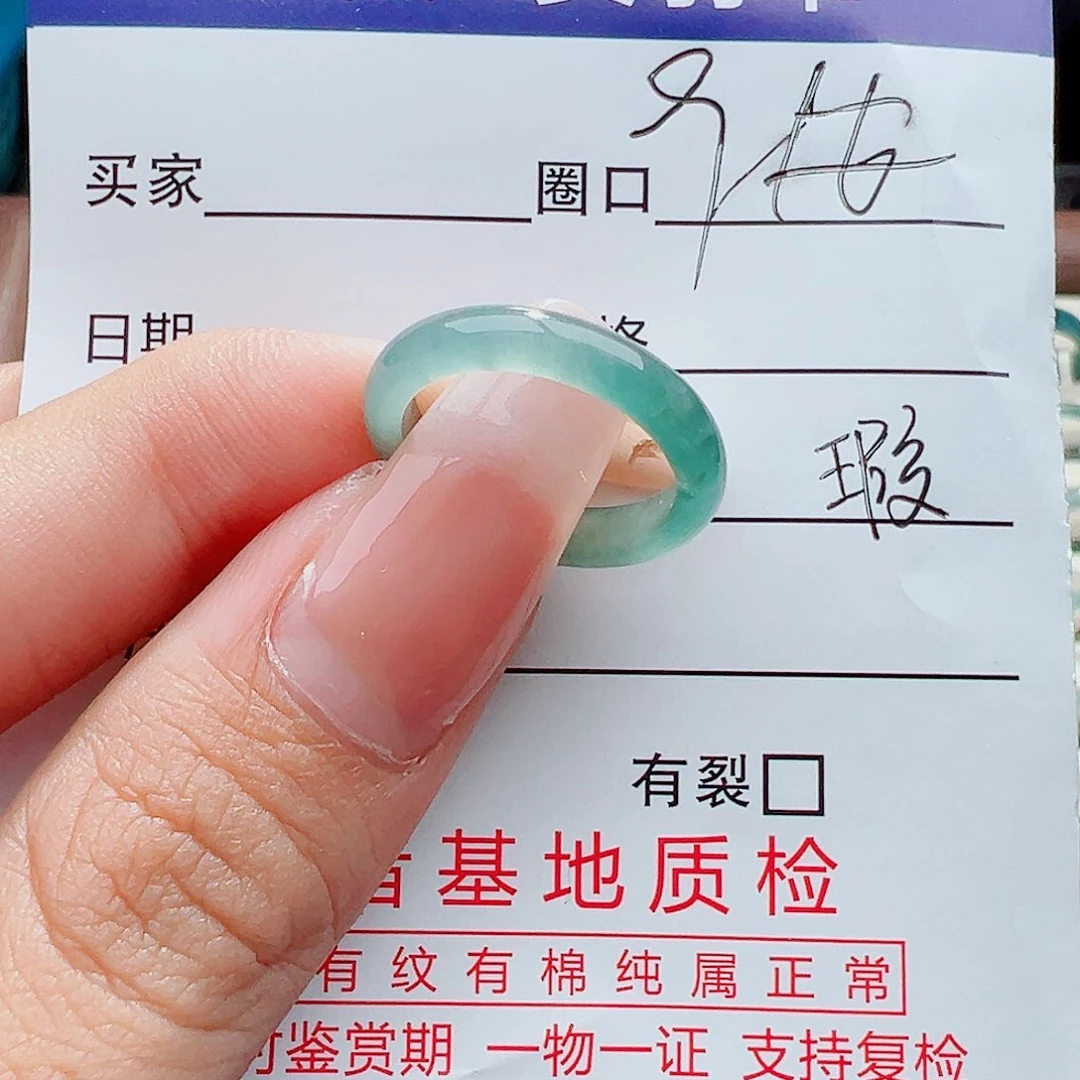 买家 圈口
日期
瑕
有裂□
基地质检
有纹有棉纯属正常
鉴赏期 一物一证 支持复检